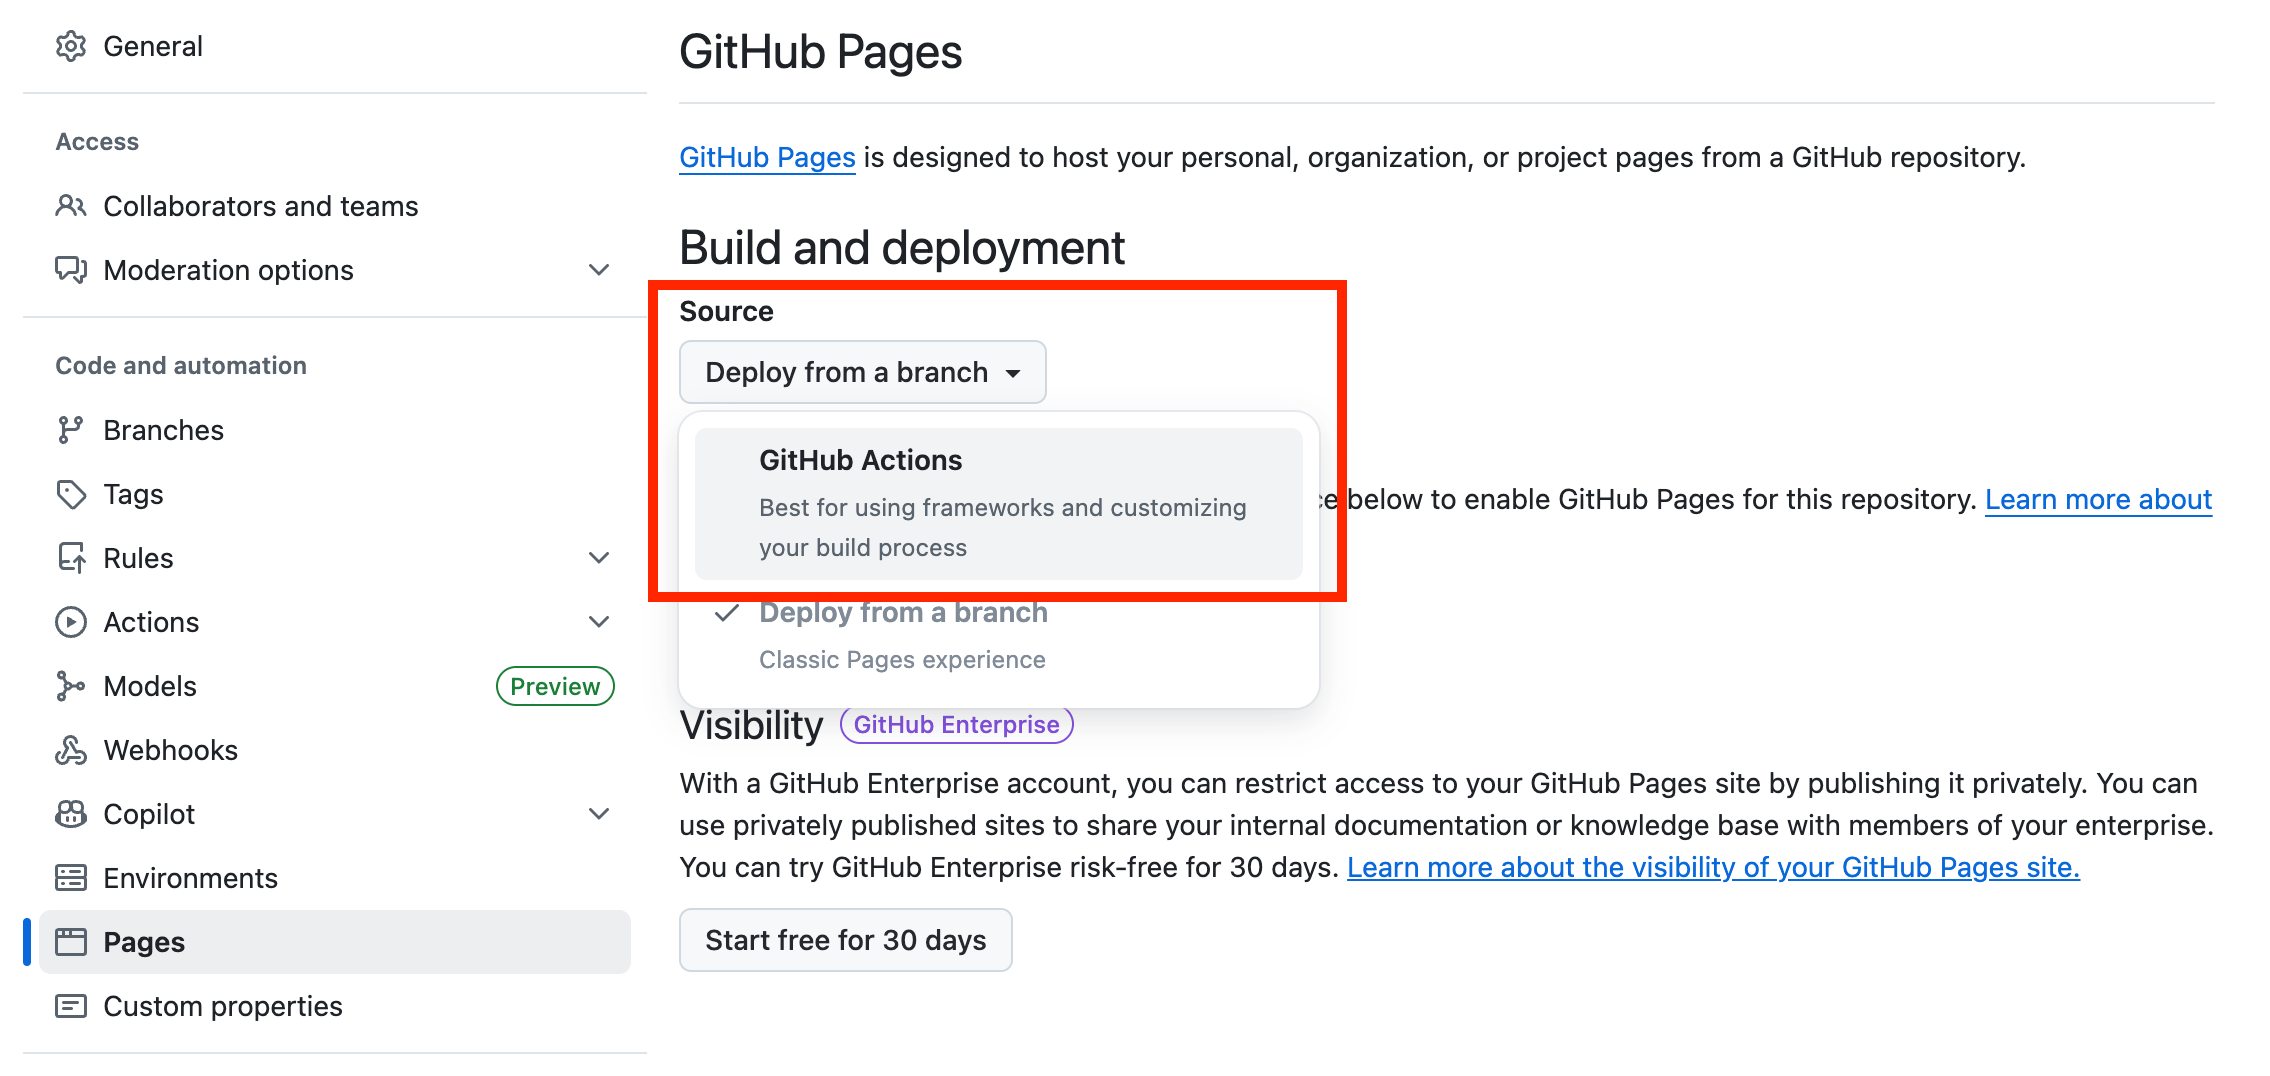 General
Access
Collaborators and teams
Moderation options
Code and automation
Branches
Tags
Rules
Actions
Models Preview
Webhooks
Copilot
Environments
Pages
Custom properties
GitHub Pages
GitHub Pages is designed to host your personal, organization, or project pages from a GitHub repository.
Build and deployment
Source
Deploy from a branch
GitHub Actions
Best for using frameworks and customizing
your build process
below to enable GitHub Pages for this repository. Learn more about
Deploy from a branch
Classic Pages experience
Visibility GitHub Enterprise
With a GitHub Enterprise account, you can restrict access to your GitHub Pages site by publishing it privately. You can
use privately published sites to share your internal documentation or knowledge base with members of your enterprise.
You can try GitHub Enterprise risk-free for 30 days. Learn more about the visibility of your GitHub Pages site.
Start free for 30 days